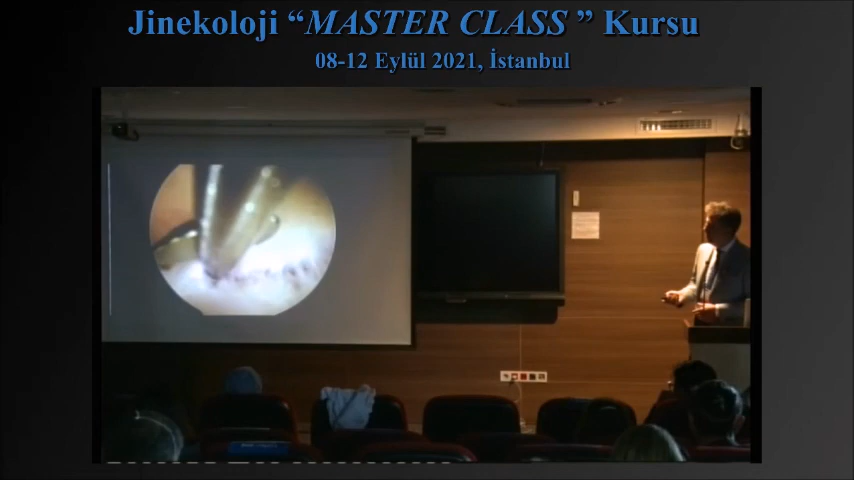 Jinekoloji “MASTER CLASS ” Kursu
08-12 Eylül 2021, İstanbul